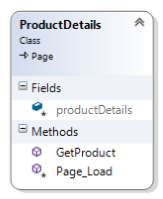 ProductDetails
Class
Page
Fields
productDetails
Methods
GetProduct
Page_Load